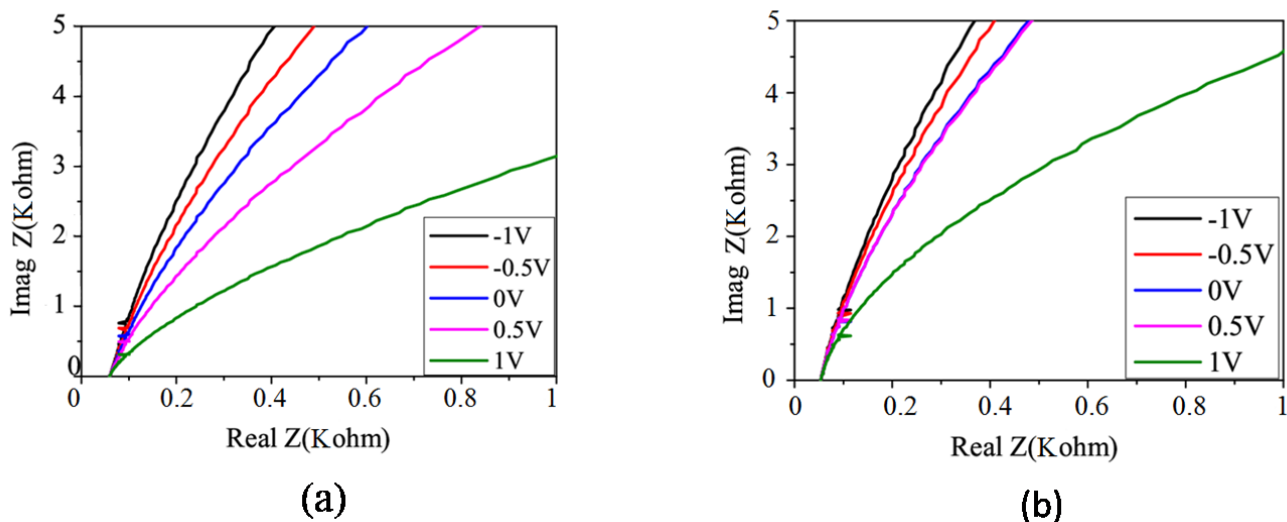 5
4
3
2
1
0
Imag Z(Kohm)
0 0.2 0.4 0.6 0.8 1
Real Z(Kohm)
-1V
-0.5V
0V
0.5V
1V
(a)
5
4
3
2
1
0
Imag Z(Kohm)
0 0.2 0.4 0.6 0.8 1
Real Z(Kohm)
-1V
-0.5V
0V
0.5V
1V
(b)